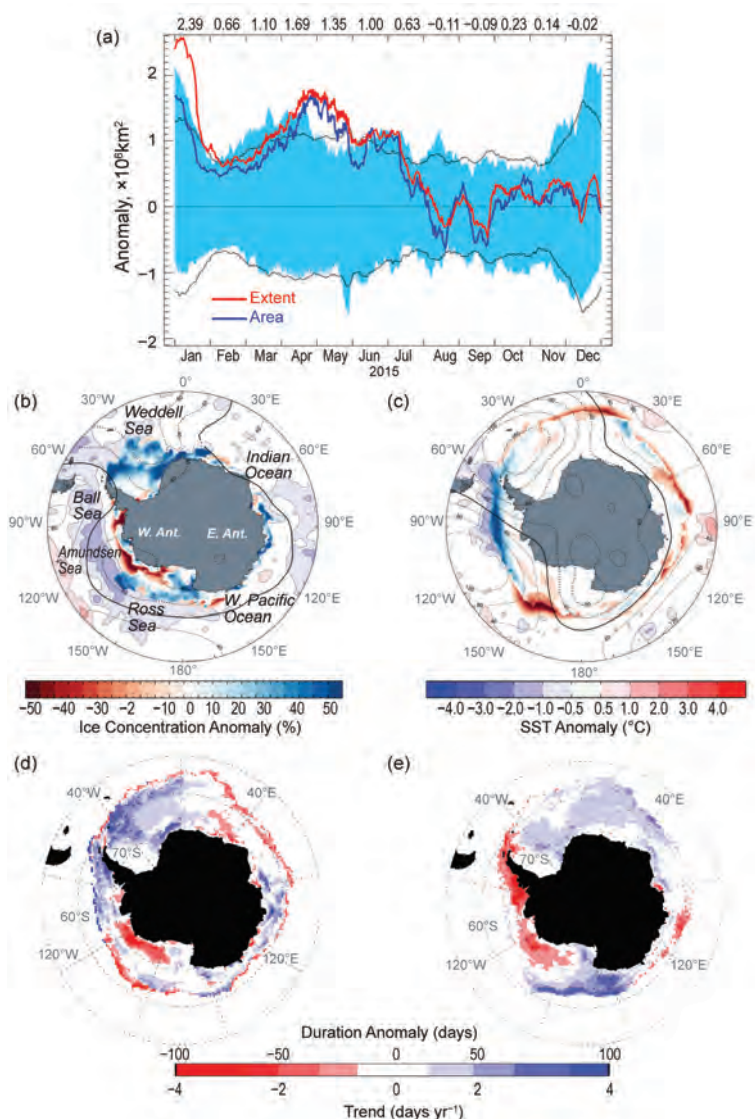 2.39 0.66 1.10 1.69 1.35 1.00 0.63 −0.11 −0.09 0.23 0.14 -0.02
(a)
2
1
0
−1
−2
Anomaly, ×10⁶km²
Extent
Area
Jan Feb Mar Apr May Jun Jul Aug Sep Oct Nov Dec
2015
(b)
0°
30°W 30°E
Weddell
Sea
60°W 60°E
Indian
Ocean
Ball
Sea
90°W W. Ant. E. Ant. 90°E
Amundsen
Sea
120°W 120°E
Ross
Sea
W. Pacific
Ocean
150°W 150°E
180°
−50 −40 −30 −20 −10 0 10 20 30 40 50
Ice Concentration Anomaly (%)
(c)
0°
30°W 30°E
60°W 60°E
90°W 90°E
120°W 120°E
150°W 150°E
180°
−4.0 −3.0 −2.0 −1.0 −0.5 0.5 1.0 2.0 3.0 4.0
SST Anomaly (°C)
(d)
40°W 40°E
70°S
60°S
120°W 120°E
(e)
40°W 40°E
70°S
60°S
120°W 120°E
Duration Anomaly (days)
−100 −50 0 50 100
−4 −2 0 2 4
Trend (days yr⁻¹)